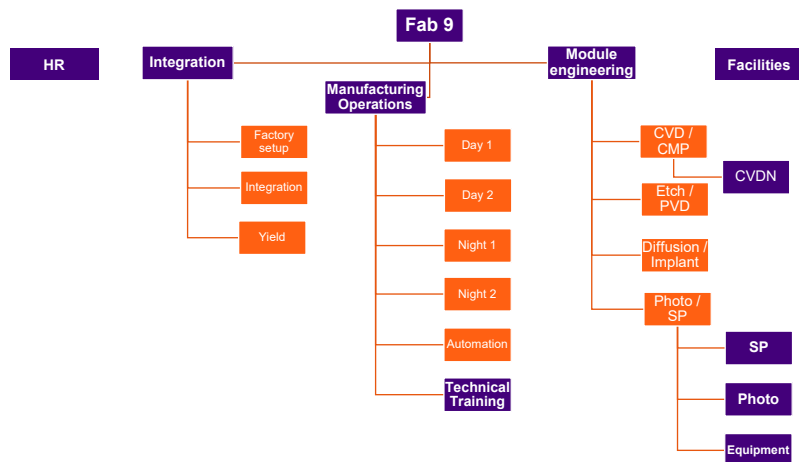 Fab 9
HR
Integration
Module
engineering
Facilities
Manufacturing
Operations
Factory
setup
Integration
Yield
Day 1
Day 2
Night 1
Night 2
Automation
Technical
Training
CVD /
CMP
CVDN
Etch /
PVD
Diffusion /
Implant
Photo /
SP
SP
Photo
Equipment